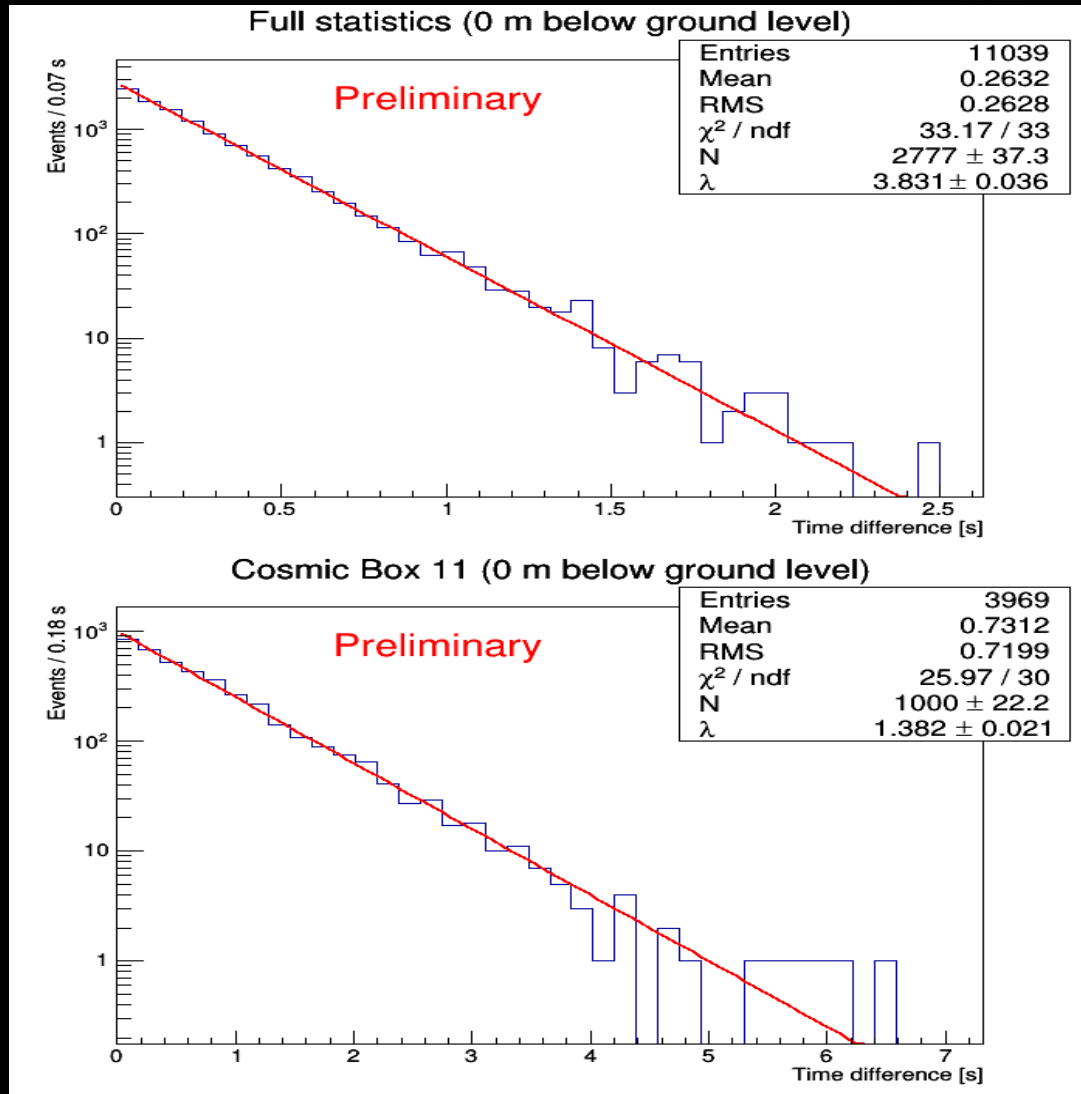 Full statistics (0 m below ground level)
Entries 11039
Mean 0.2632
RMS 0.2628
χ² / ndf 33.17 / 33
N 2777 ± 37.3
λ 3.831 ± 0.036
Preliminary
Events / 0.07 s
10³
10²
10
1
0 0.5 1 1.5 2 2.5
Time difference [s]
Cosmic Box 11 (0 m below ground level)
Entries 3969
Mean 0.7312
RMS 0.7199
χ² / ndf 25.97 / 30
N 1000 ± 22.2
λ 1.382 ± 0.021
Preliminary
Events / 0.18 s
10³
10²
10
1
0 1 2 3 4 5 6 7
Time difference [s]